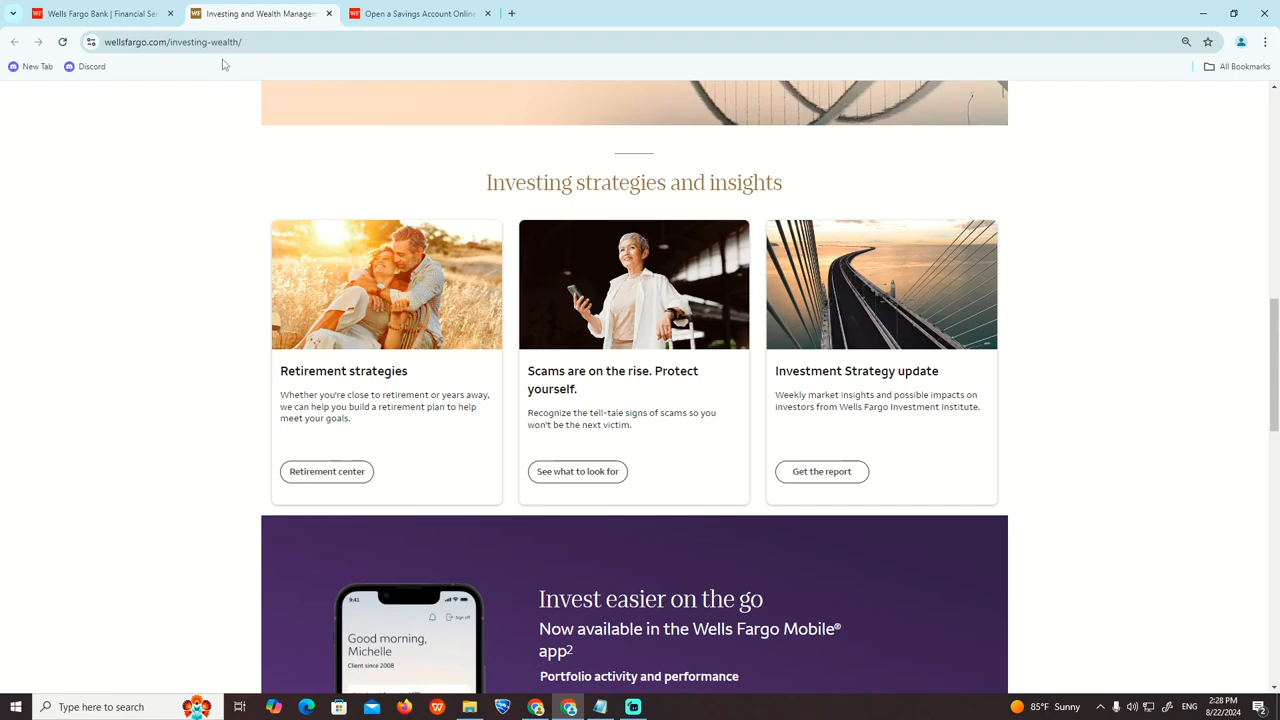 Wells Fargo Bank | Financial Ser
Investing and Wealth Managem
Open a Savings Account Online
wellsfargo.com/investing-wealth/
New Tab
Discord
All Bookmarks
Investing strategies and insights
Retirement strategies
Whether you're close to retirement or years away,
we can help you build a retirement plan to help
meet your goals.
Retirement center
Scams are on the rise. Protect
yourself.
Recognize the tell-tale signs of scams so you
won't be the next victim.
See what to look for
Investment Strategy update
Weekly market insights and possible impacts on
investors from Wells Fargo Investment Institute.
Get the report
9:41
Sign off
Good morning,
Michelle
Client since 2008
Invest easier on the go
Now available in the Wells Fargo Mobile®
app2
Portfolio activity and performance
Type here to search
85°F Sunny
ENG
2:28 PM
8/22/2024